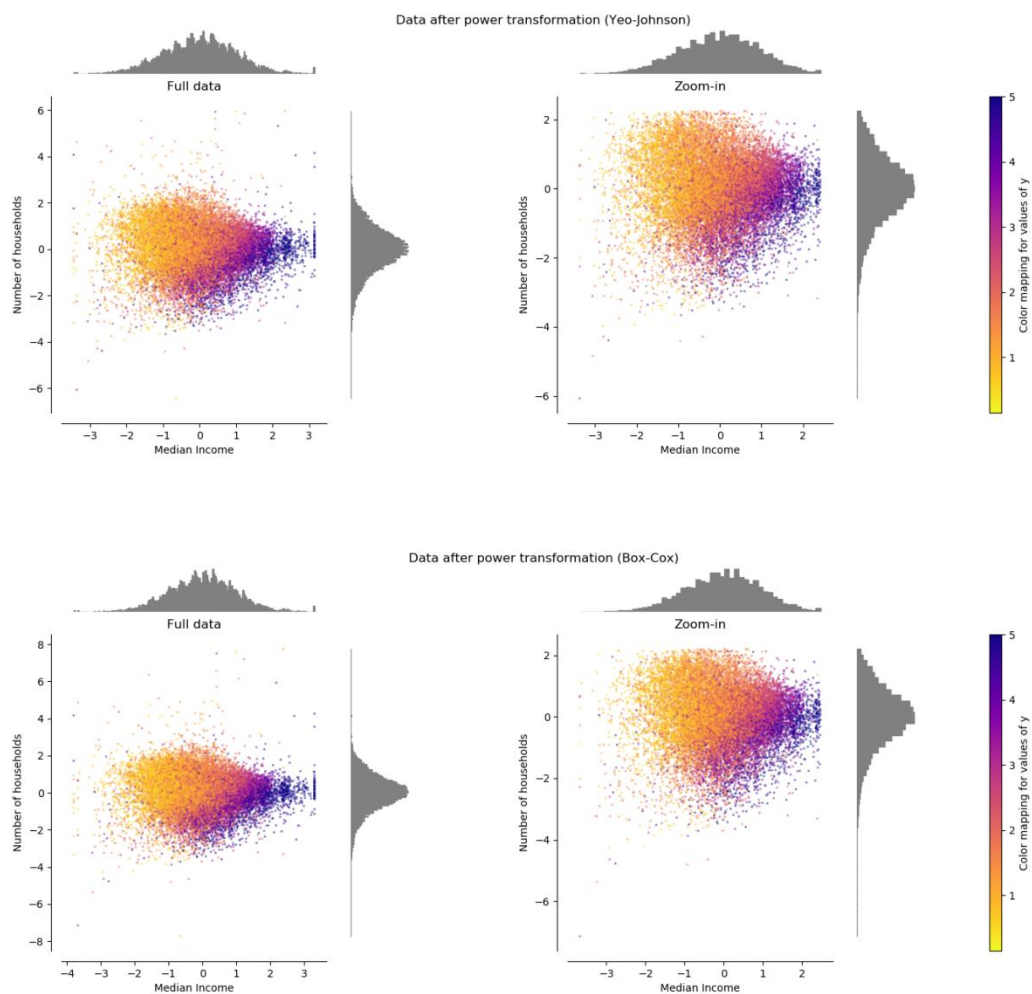 Data after power transformation (Yeo-Johnson)
Full data
Zoom-in
6
4
2
0
−2
−4
−6
Number of households
−3 −2 −1 0 1 2 3
Median Income
2
0
−2
−4
−6
Number of households
−3 −2 −1 0 1 2
Median Income
5
4
3
2
1
Color mapping for values of y
Data after power transformation (Box-Cox)
Full data
Zoom-in
8
6
4
2
0
−2
−4
−6
−8
Number of households
−4 −3 −2 −1 0 1 2 3
Median Income
2
0
−2
−4
−6
Number of households
−3 −2 −1 0 1 2
Median Income
5
4
3
2
1
Color mapping for values of y